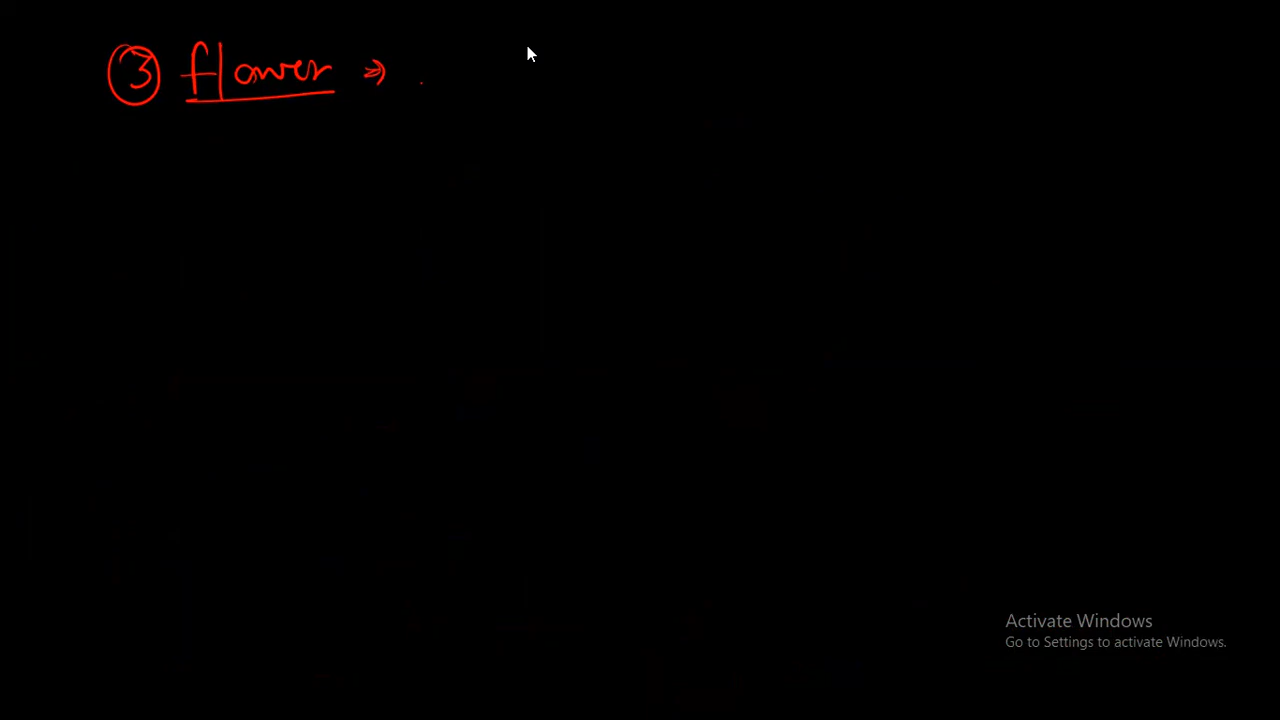 ③ flower ⇒
Activate Windows
Go to Settings to activate Windows.